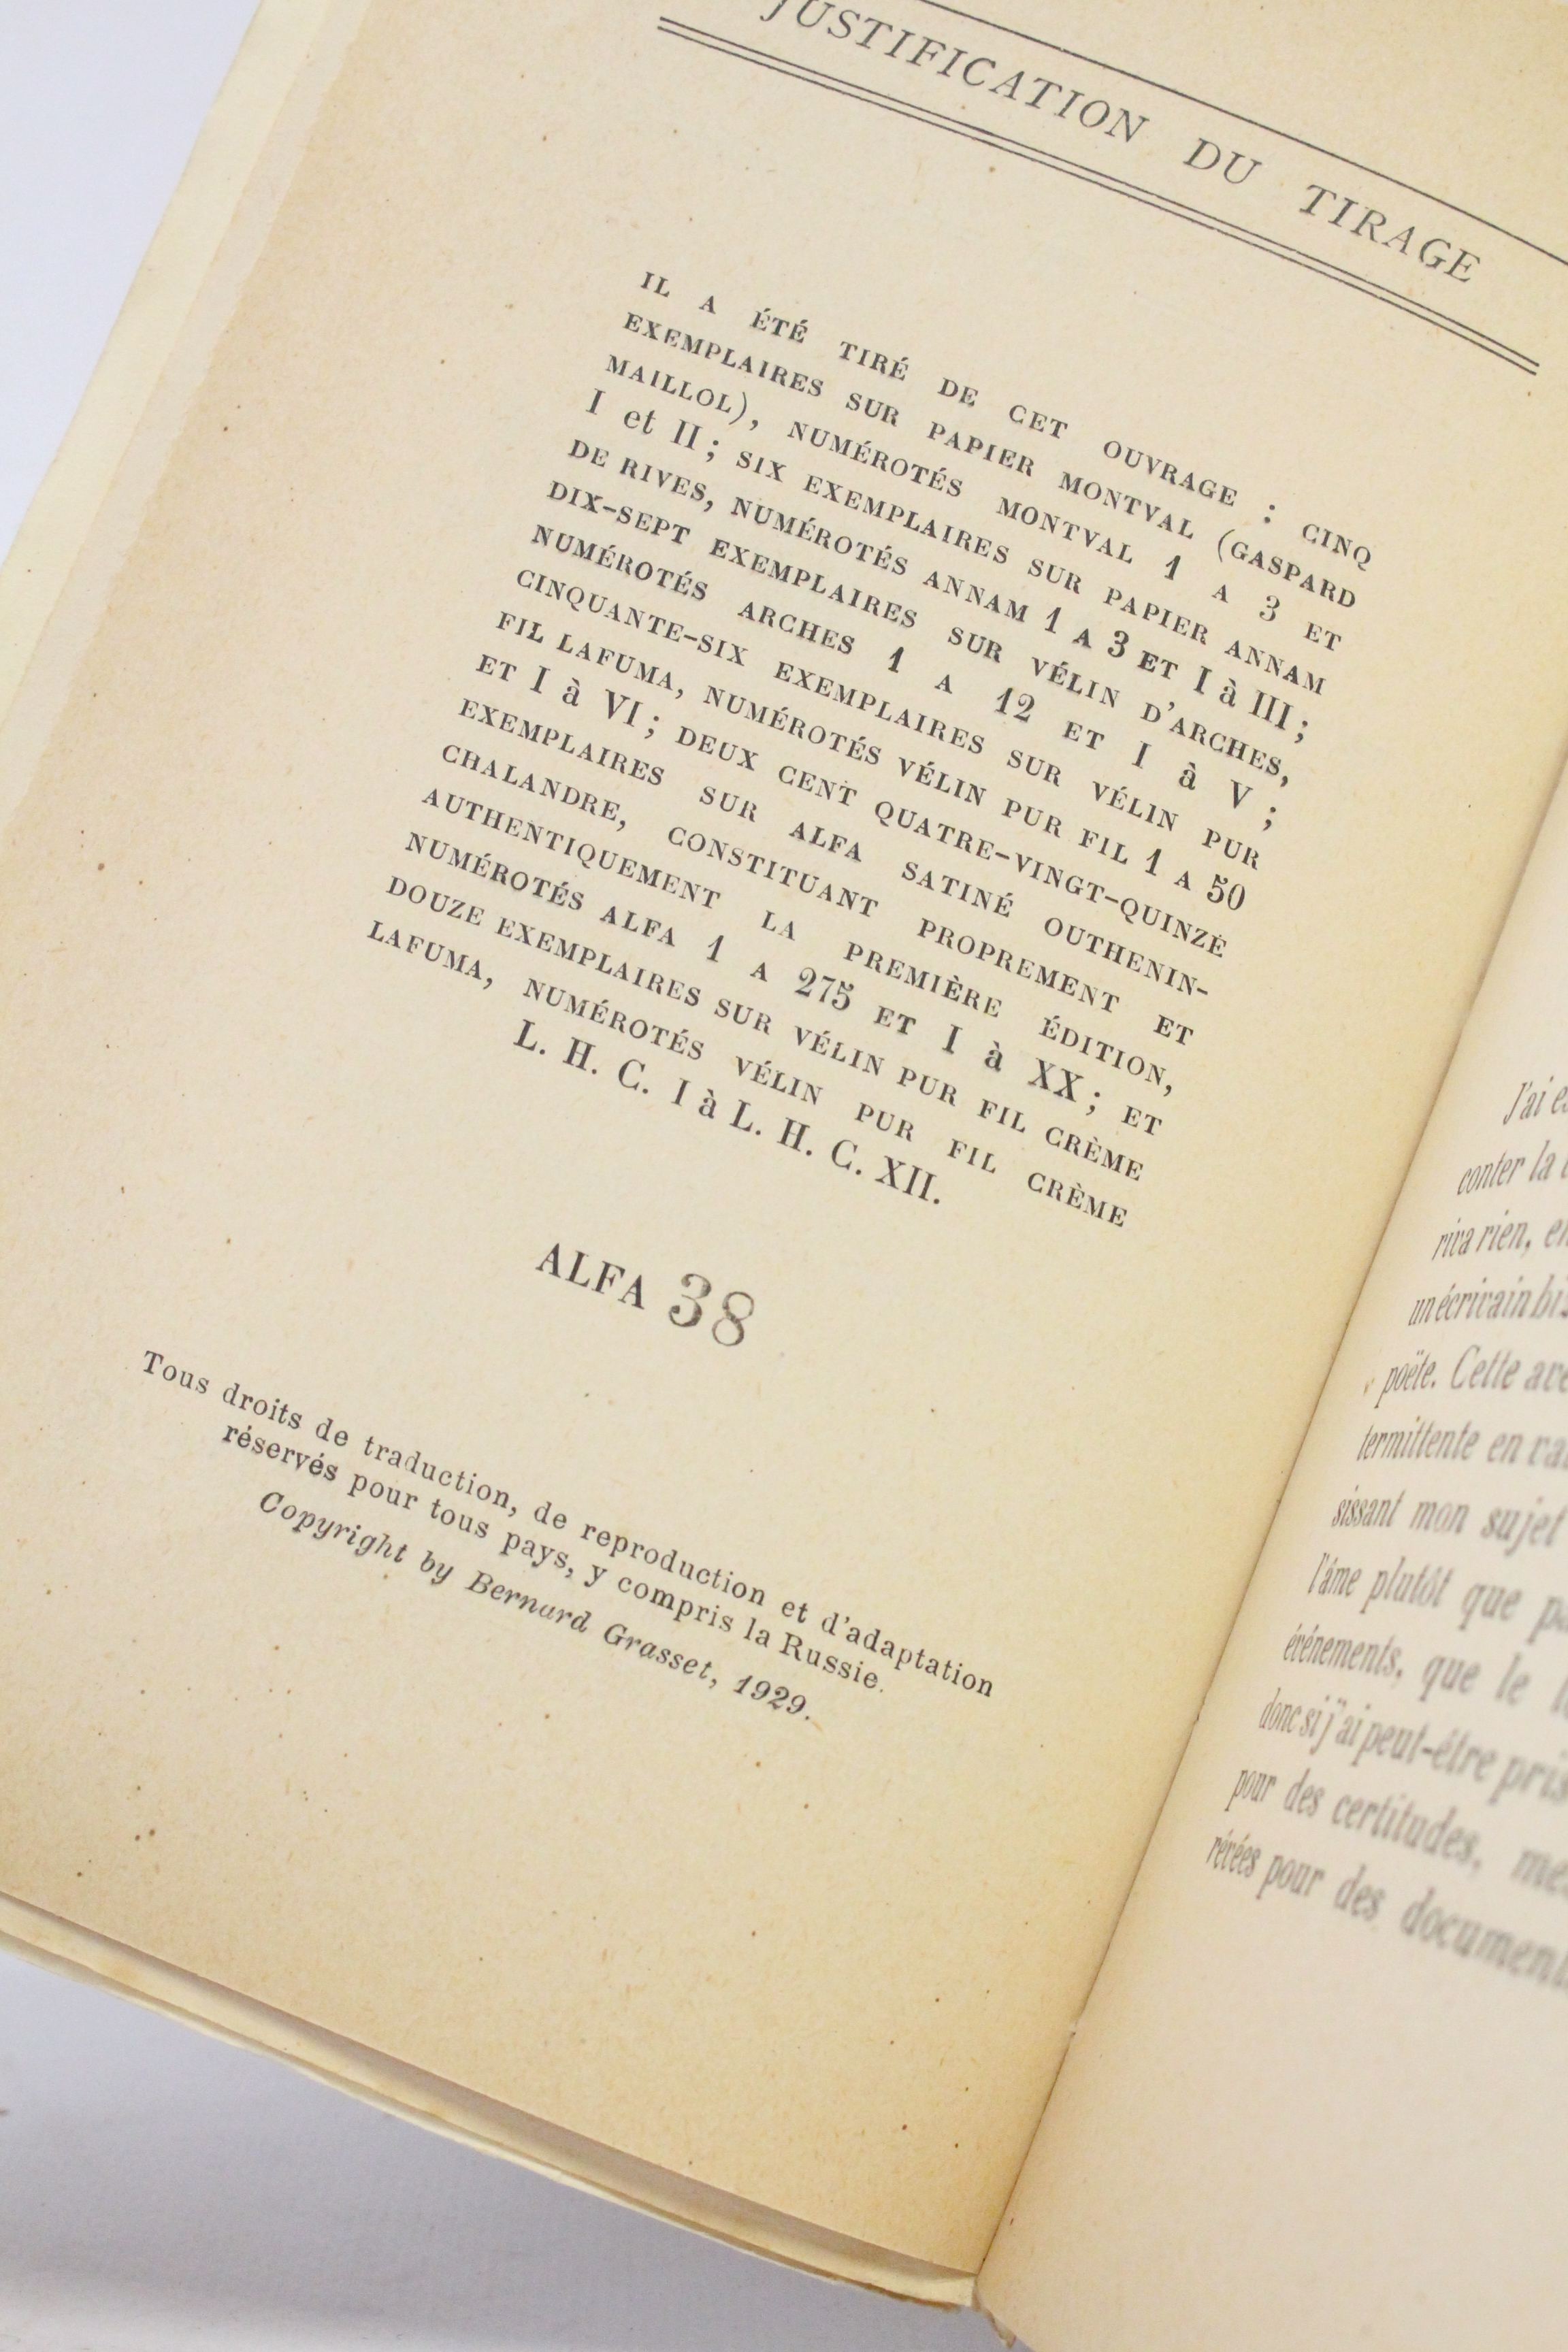 JUSTIFICATION DU TIRAGE
IL A ÉTÉ TIRÉ DE CET OUVRAGE : CINQ
EXEMPLAIRES SUR PAPIER MONTVAL (GASPARD
MAILLOL), NUMÉROTÉS MONTVAL 1 A 3 ET
I et II ; SIX EXEMPLAIRES SUR PAPIER ANNAM
DE RIVES, NUMÉROTÉS ANNAM 1 A 3 ET I à III ;
DIX-SEPT EXEMPLAIRES SUR VÉLIN D'ARCHES,
NUMÉROTÉS ARCHES 1 A 12 ET I à V ;
CINQUANTE-SIX EXEMPLAIRES SUR VÉLIN PUR
FIL LAFUMA, NUMÉROTÉS VÉLIN PUR FIL 1 A 50
ET I à VI ; DEUX CENT QUATRE-VINGT-QUINZE
EXEMPLAIRES SUR ALFA SATINÉ OUTHENIN-
CHALANDRE, CONSTITUANT PROPREMENT ET
AUTHENTIQUEMENT LA PREMIÈRE ÉDITION,
NUMÉROTÉS ALFA 1 A 275 ET I à XX ; ET
DOUZE EXEMPLAIRES SUR VÉLIN PUR FIL CRÈME
LAFUMA, NUMÉROTÉS VÉLIN PUR FIL CRÈME
L. H. C. I à L. H. C. XII.
ALFA 38
Tous droits de traduction, de reproduction et d'adaptation
réservés pour tous pays, y compris la Russie.
Copyright by Bernard Grasset, 1929.
J'ai
conter la
riva rien,
un écrivain
poëte. Cette
termittente en
sissant mon sujet
l'âme plutôt que
événements, que le
donc si j'ai peut-être pris
pour des certitudes,
rêvées pour des